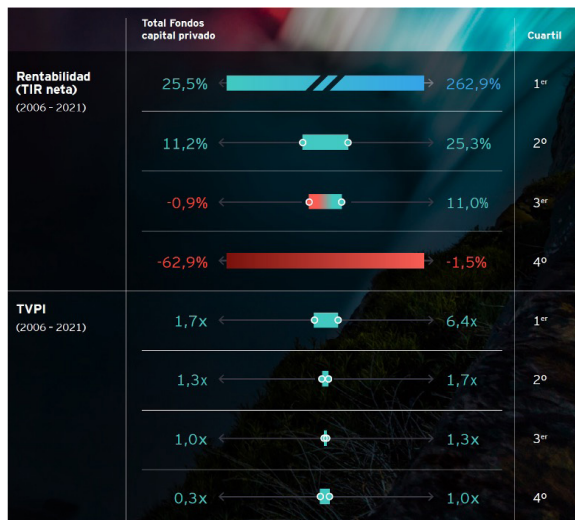 Total Fondos
capital privado
Cuartil
Rentabilidad
(TIR neta)
(2006 - 2021)
25,5% 262,9% 1er
11,2% 25,3% 2º
-0,9% 11,0% 3er
-62,9% -1,5% 4º
TVPI
(2006 - 2021)
1,7x 6,4x 1er
1,3x 1,7x 2º
1,0x 1,3x 3er
0,3x 1,0x 4º